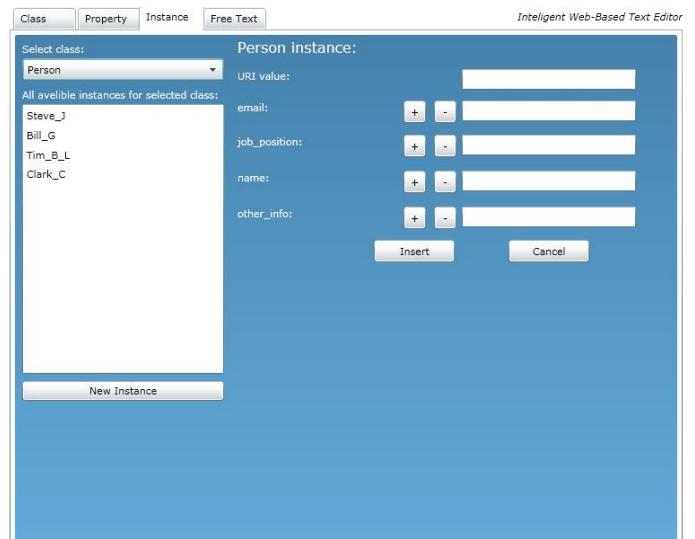 Class Property Instance Free Text Inteligent Web-Based Text Editor
Select class:
Person
All avelible instances for selected class:
Steve_J
Bill_G
Tim_B_L
Clark_C
New Instance
Person instance:
URI value:
email: + -
job_position: + -
name: + -
other_info: + -
Insert Cancel